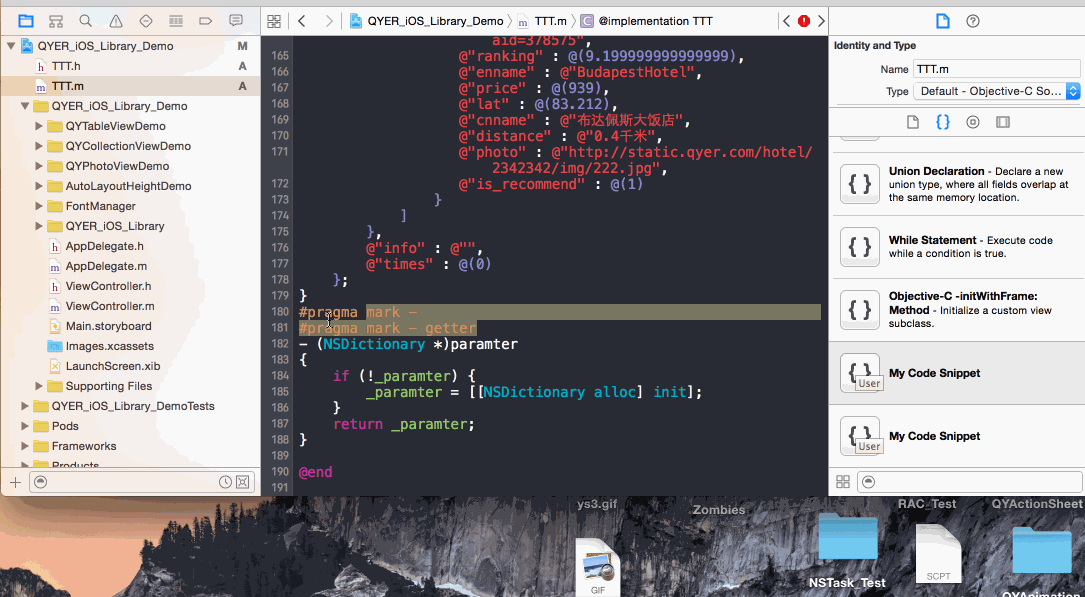 QYER_iOS_Library_Demo
TTT.m
C @implementation TTT
QYER_iOS_Library_Demo M
TTT.h A
TTT.m A
QYER_iOS_Library_Demo
QYTableViewDemo
QYCollectionViewDemo
QYPhotoViewDemo
AutoLayoutHeightDemo
FontManager
QYER_iOS_Library
AppDelegate.h
AppDelegate.m
ViewController.h
ViewController.m
Main.storyboard
Images.xcassets
LaunchScreen.xib
Supporting Files
QYER_iOS_Library_DemoTests
Pods
Frameworks
Products
aid=378575",
165 @"ranking" : @(9.199999999999999),
166 @"enname" : @"BudapestHotel",
167 @"price" : @(939),
168 @"lat" : @(83.212),
169 @"cnname" : @"布达佩斯大饭店",
170 @"distance" : @"0.4千米",
171 @"photo" : @"http://static.qyer.com/hotel/
2342342/img/222.jpg",
172 @"is_recommend" : @(1)
173 }
174 ]
175 },
176 @"info" : @"",
177 @"times" : @(0)
178 };
179 }
180 #pragma mark -
181 #pragma mark - getter
182 - (NSDictionary *)paramter
183 {
184 if (!_paramter) {
185 _paramter = [[NSDictionary alloc] init];
186 }
187 return _paramter;
188 }
189
190 @end
191
Identity and Type
Name TTT.m
Type Default - Objective-C So...
Union Declaration - Declare a new
union type, where all fields overlap at
the same memory location.
While Statement - Execute code
while a condition is true.
Objective-C -initWithFrame:
Method - Initialize a custom view
subclass.
User My Code Snippet
User My Code Snippet
ys3.gif
Zombies
RAC_Test
QYActionSheet
GIF
NSTask_Test
SCPT
QYAnimation